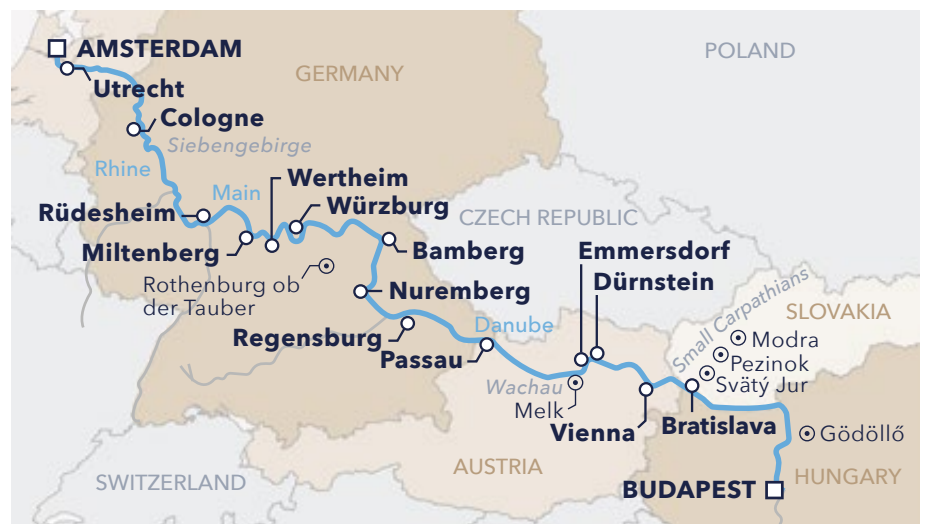 AMSTERDAM
POLAND
GERMANY
Utrecht
Cologne
Siebengebirge
Rhine
Wertheim
Main
Würzburg
Rüdesheim
CZECH REPUBLIC
Miltenberg
Bamberg
Emmersdorf
Rothenburg ob
der Tauber
Dürnstein
Nuremberg
Small Carpathians
SLOVAKIA
Danube
Regensburg
Modra
Passau
Pezinok
Svätý Jur
Wachau
Melk
Vienna
Bratislava
Gödöllő
AUSTRIA
HUNGARY
SWITZERLAND
BUDAPEST